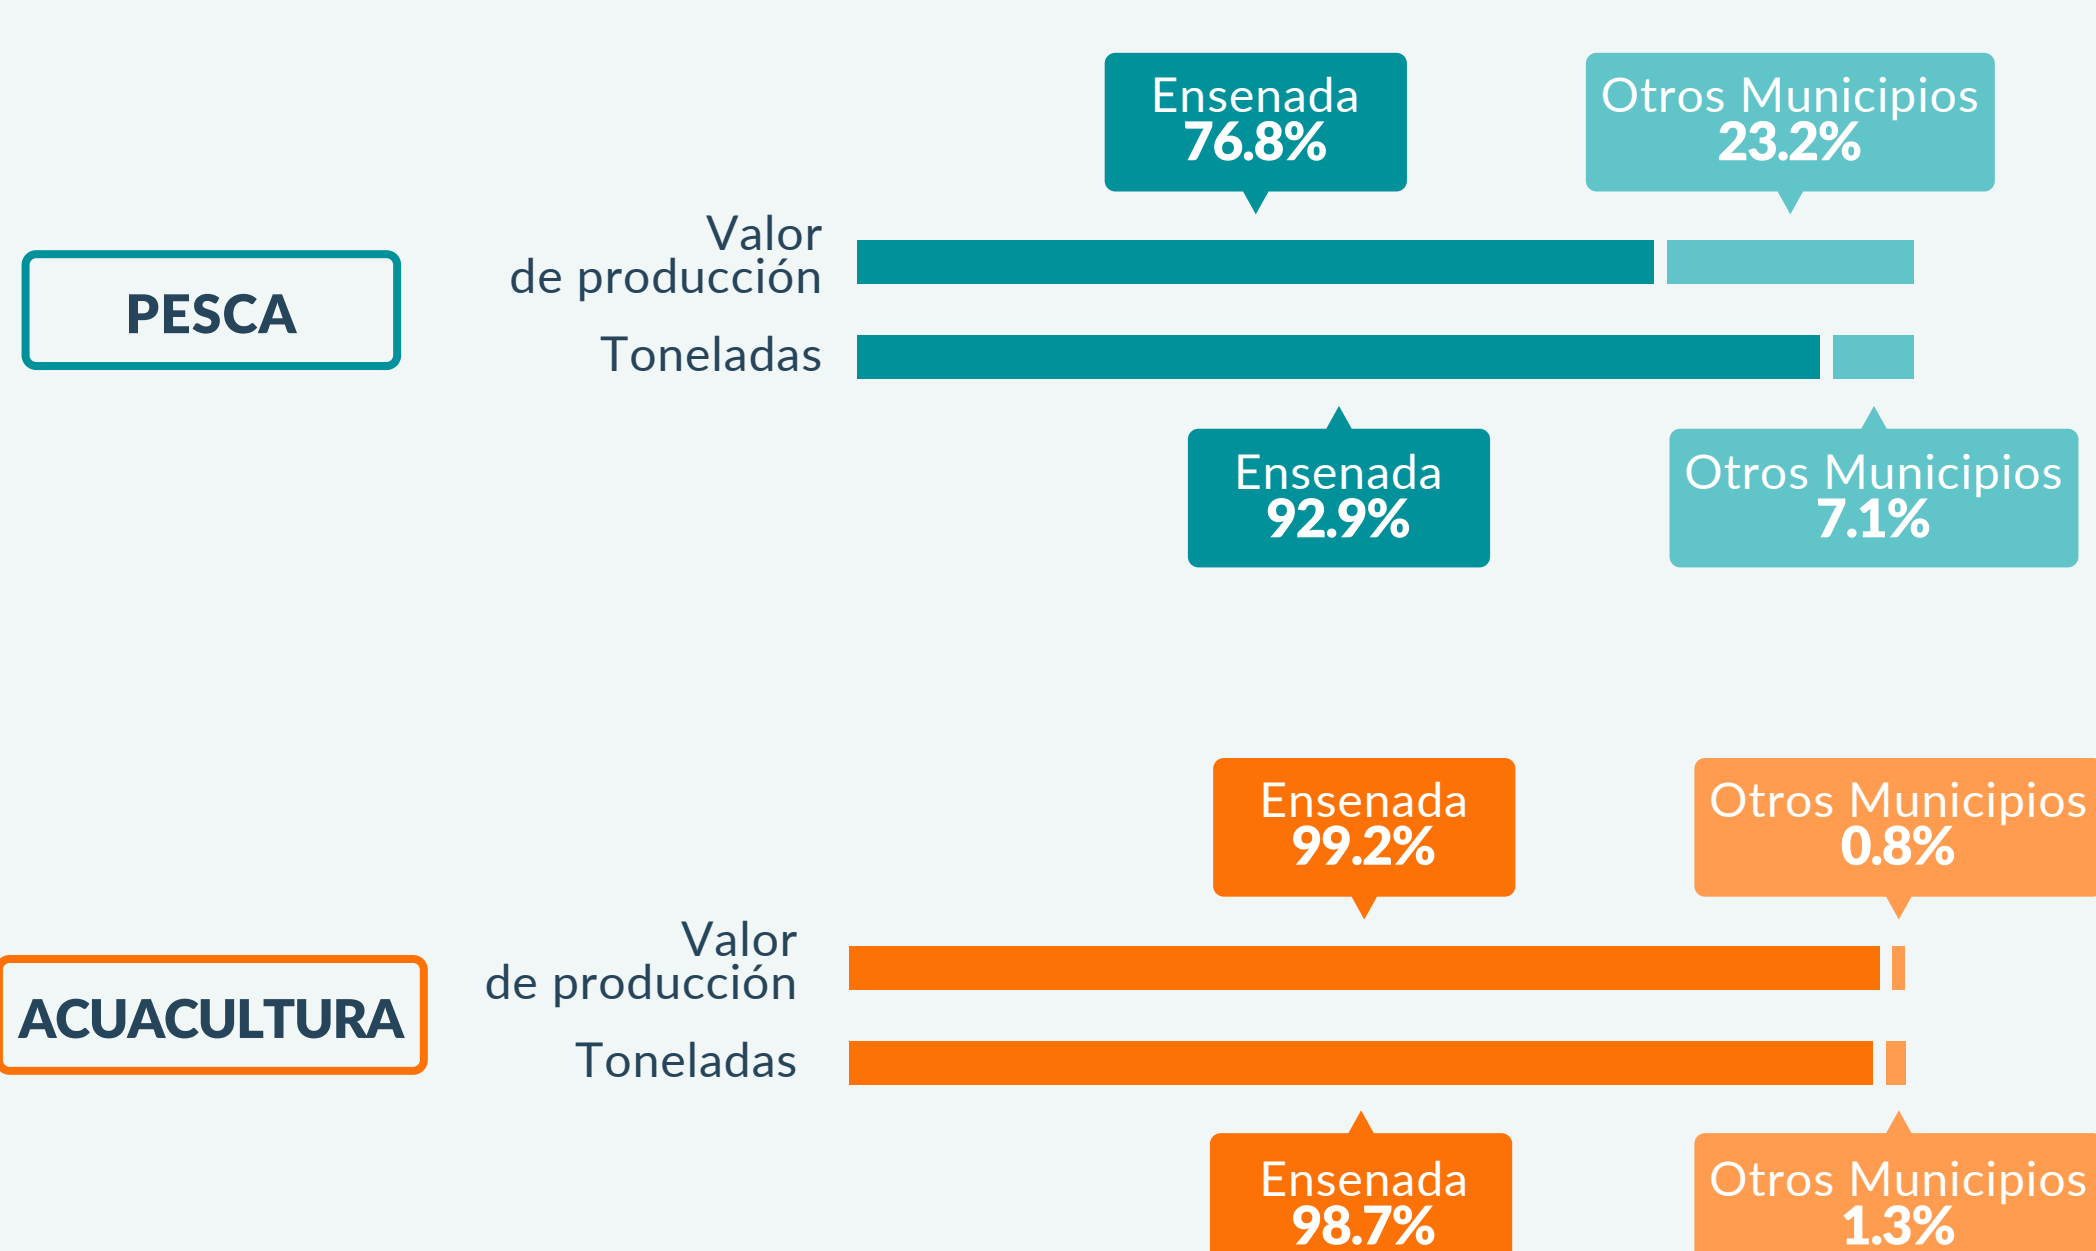 Ensenada
76.8%
Otros Municipios
23.2%
PESCA
Valor
de producción
Toneladas
Ensenada
92.9%
Otros Municipios
7.1%
Ensenada
99.2%
Otros Municipios
0.8%
ACUACULTURA
Valor
de producción
Toneladas
Ensenada
98.7%
Otros Municipios
1.3%